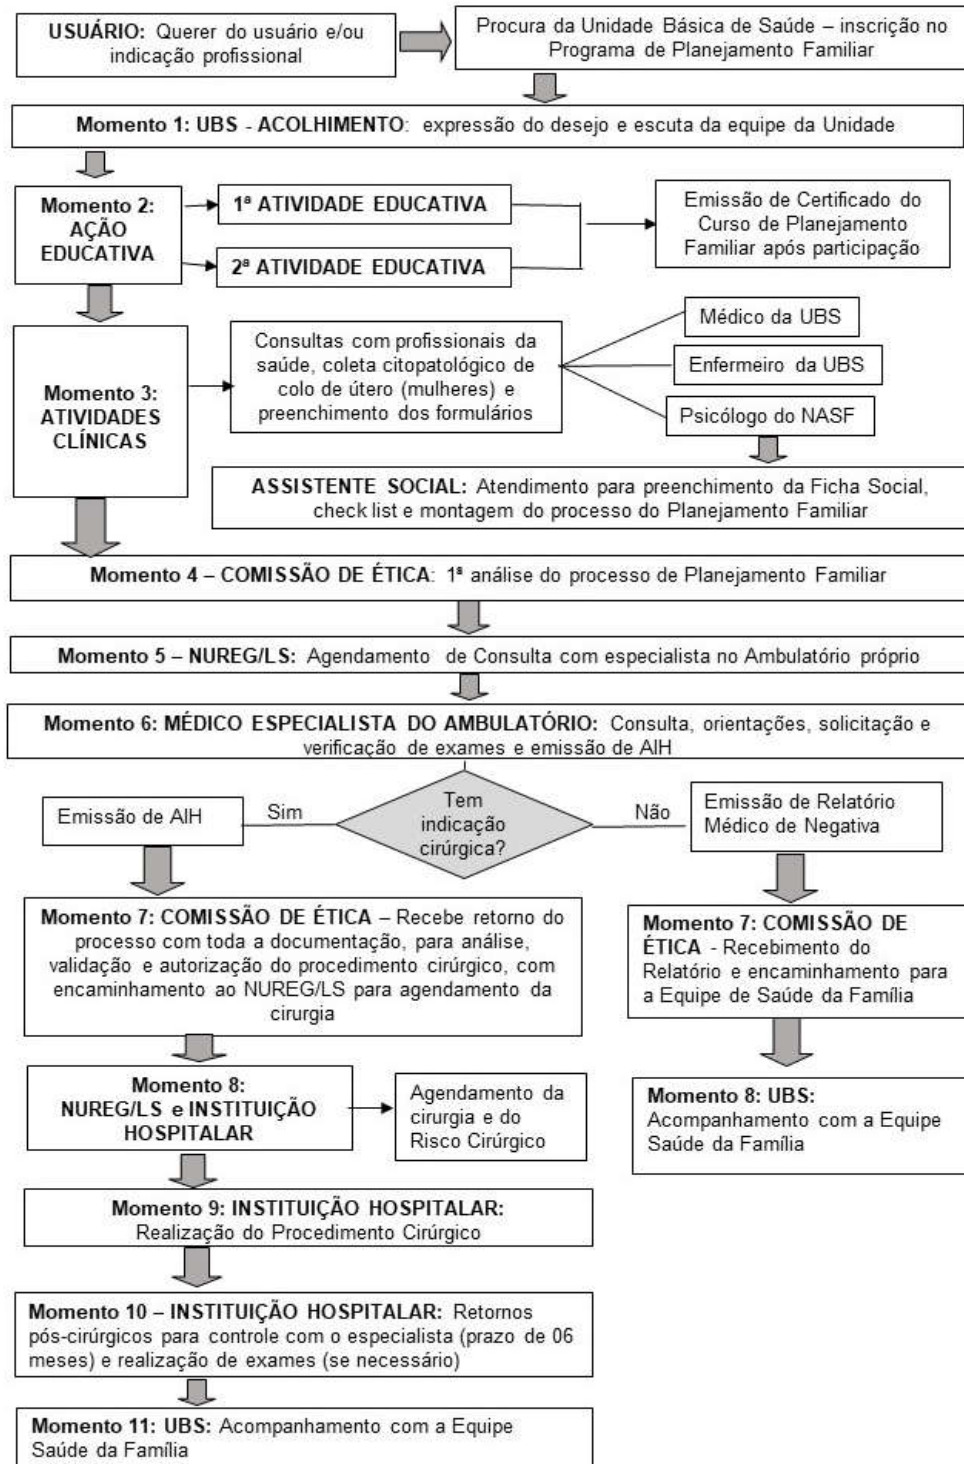 USUÁRIO: Querer do usuário e/ou
indicação profissional
Procura da Unidade Básica de Saúde – inscrição no
Programa de Planejamento Familiar
Momento 1: UBS - ACOLHIMENTO: expressão do desejo e escuta da equipe da Unidade
Momento 2:
AÇÃO
EDUCATIVA
1ª ATIVIDADE EDUCATIVA
2ª ATIVIDADE EDUCATIVA
Emissão de Certificado do
Curso de Planejamento
Familiar após participação
Momento 3:
ATIVIDADES
CLÍNICAS
Consultas com profissionais da
saúde, coleta citopatológico de
colo de útero (mulheres) e
preenchimento dos formulários
Médico da UBS
Enfermeiro da UBS
Psicólogo do NASF
ASSISTENTE SOCIAL: Atendimento para preenchimento da Ficha Social,
check list e montagem do processo do Planejamento Familiar
Momento 4 – COMISSÃO DE ÉTICA: 1ª análise do processo de Planejamento Familiar
Momento 5 – NUREG/LS: Agendamento de Consulta com especialista no Ambulatório próprio
Momento 6: MÉDICO ESPECIALISTA DO AMBULATÓRIO: Consulta, orientações, solicitação e
verificação de exames e emissão de AIH
Tem
indicação
cirúrgica?
Sim
Emissão de AIH
Não
Emissão de Relatório
Médico de Negativa
Momento 7: COMISSÃO DE ÉTICA – Recebe retorno do
processo com toda a documentação, para análise,
validação e autorização do procedimento cirúrgico, com
encaminhamento ao NUREG/LS para agendamento da
cirurgia
Momento 7: COMISSÃO DE
ÉTICA - Recebimento do
Relatório e encaminhamento para
a Equipe de Saúde da Família
Momento 8:
NUREG/LS e INSTITUIÇÃO
HOSPITALAR
Agendamento da
cirurgia e do
Risco Cirúrgico
Momento 8: UBS:
Acompanhamento com a Equipe
Saúde da Família
Momento 9: INSTITUIÇÃO HOSPITALAR:
Realização do Procedimento Cirúrgico
Momento 10 – INSTITUIÇÃO HOSPITALAR: Retornos
pós-cirúrgicos para controle com o especialista (prazo de 06
meses) e realização de exames (se necessário)
Momento 11: UBS: Acompanhamento com a Equipe
Saúde da Família